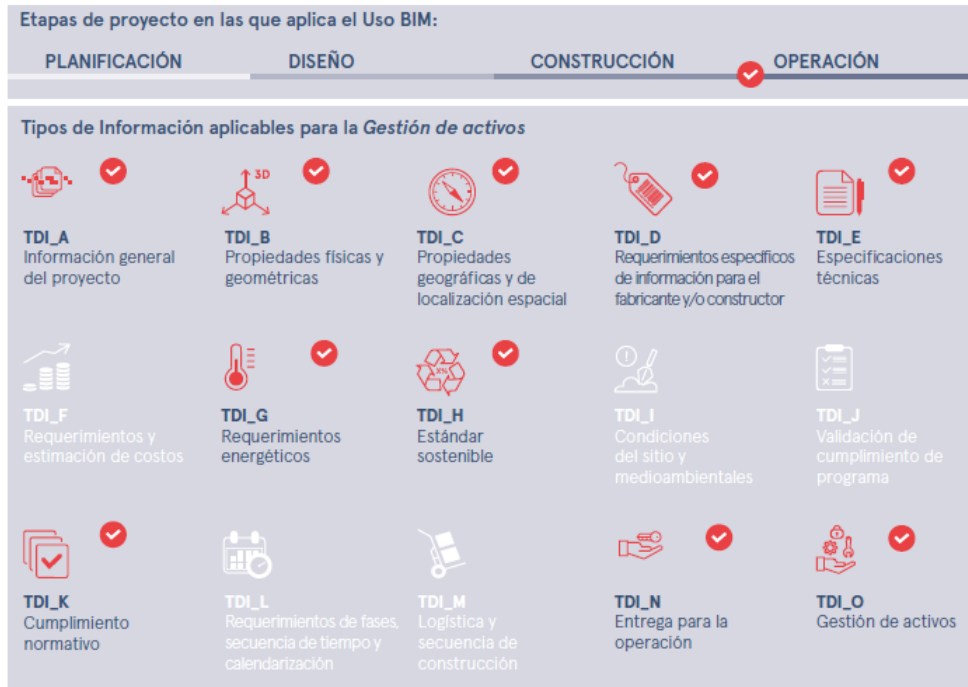 Etapas de proyecto en las que aplica el Uso BIM:
PLANIFICACIÓN DISEÑO CONSTRUCCIÓN OPERACIÓN
Tipos de Información aplicables para la Gestión de activos
3D
TDI_A
Información general
del proyecto
TDI_B
Propiedades físicas y
geométricas
TDI_C
Propiedades
geográficas y de
localización espacial
TDI_D
Requerimientos específicos
de información para el
fabricante y/o constructor
TDI_E
Especificaciones
técnicas
TDI_F
Requerimientos y
estimación de costos
TDI_G
Requerimientos
energéticos
X%
TDI_H
Estándar
sostenible
TDI_I
Condiciones
del sitio y
medioambientales
TDI_J
Validación de
cumplimiento de
programa
TDI_K
Cumplimiento
normativo
TDI_L
Requerimientos de fases,
secuencia de tiempo y
calendarización
TDI_M
Logística y
secuencia de
construcción
TDI_N
Entrega para la
operación
TDI_O
Gestión de activos